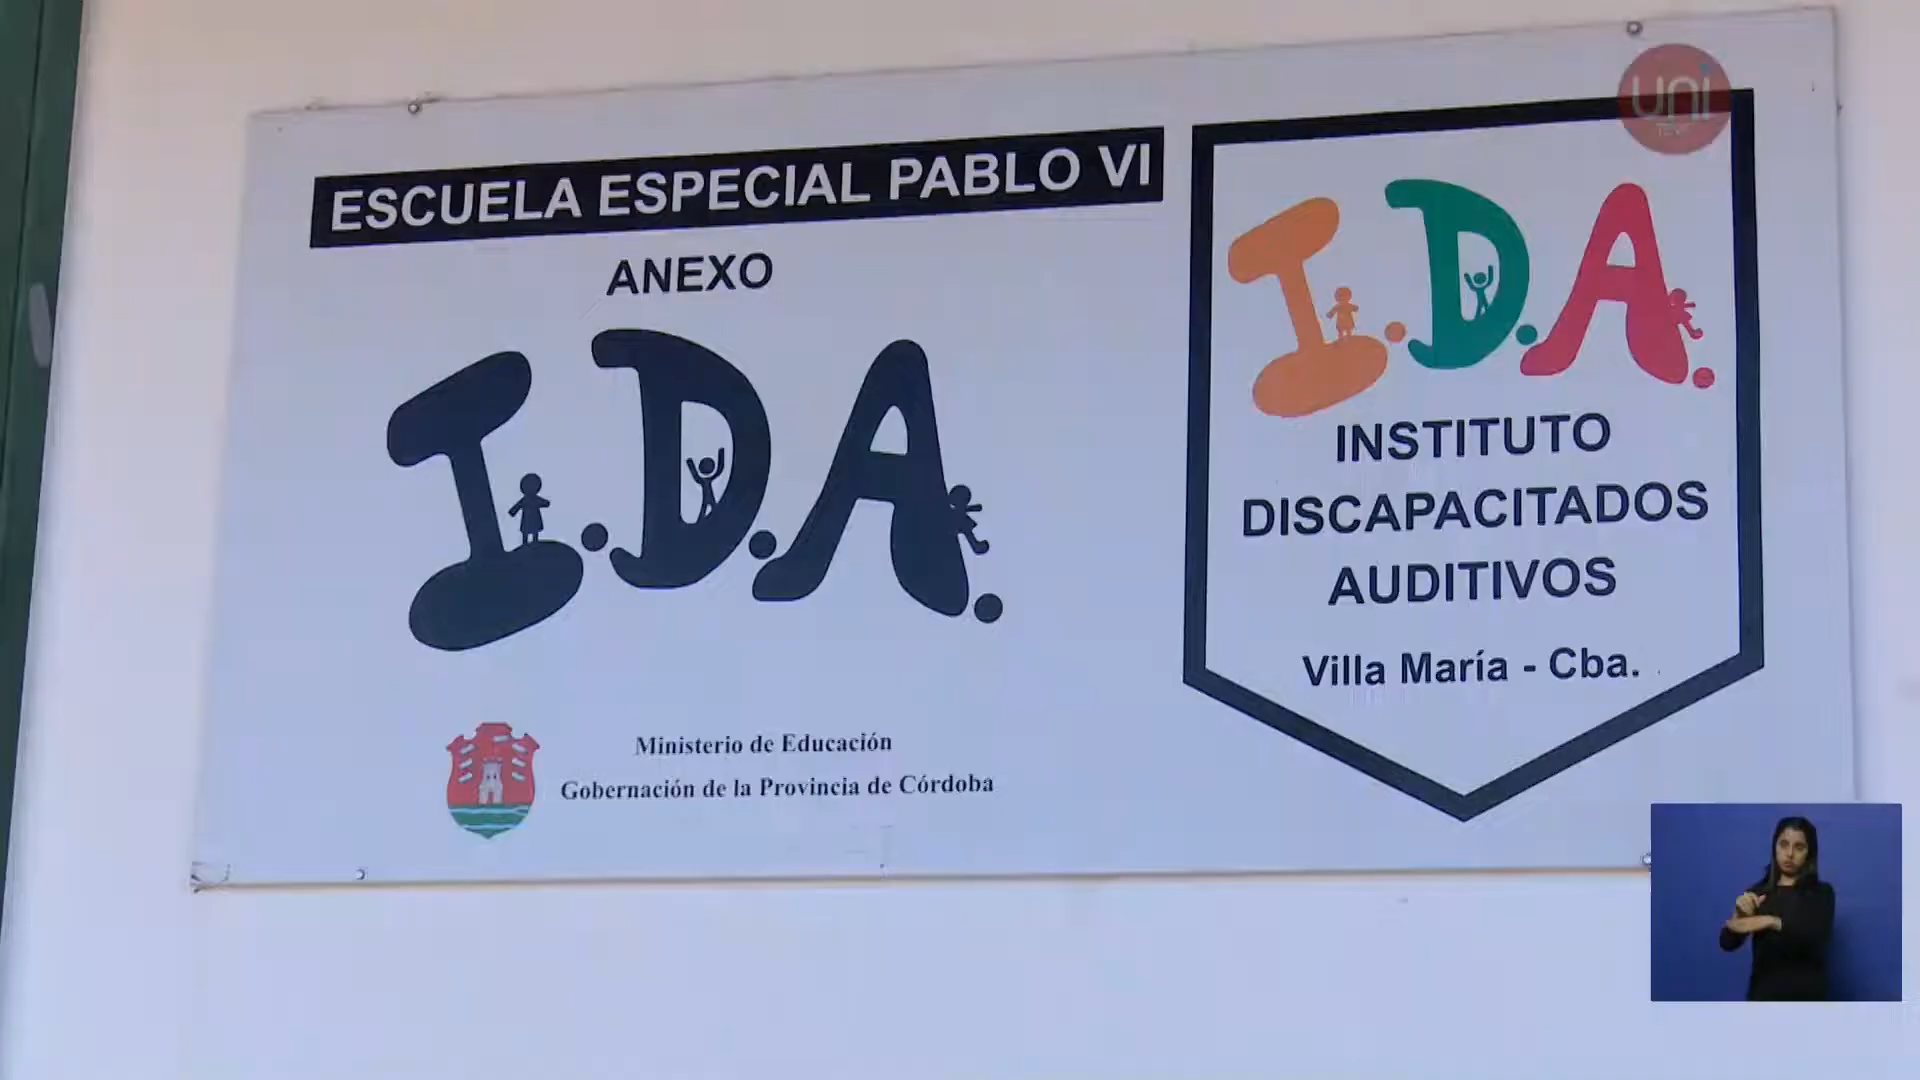 ESCUELA ESPECIAL PABLO VI
ANEXO
I.D.A.
Ministerio de Educación
Gobernación de la Provincia de Córdoba
I.D.A.
INSTITUTO
DISCAPACITADOS
AUDITIVOS
Villa María - Cba.
uni